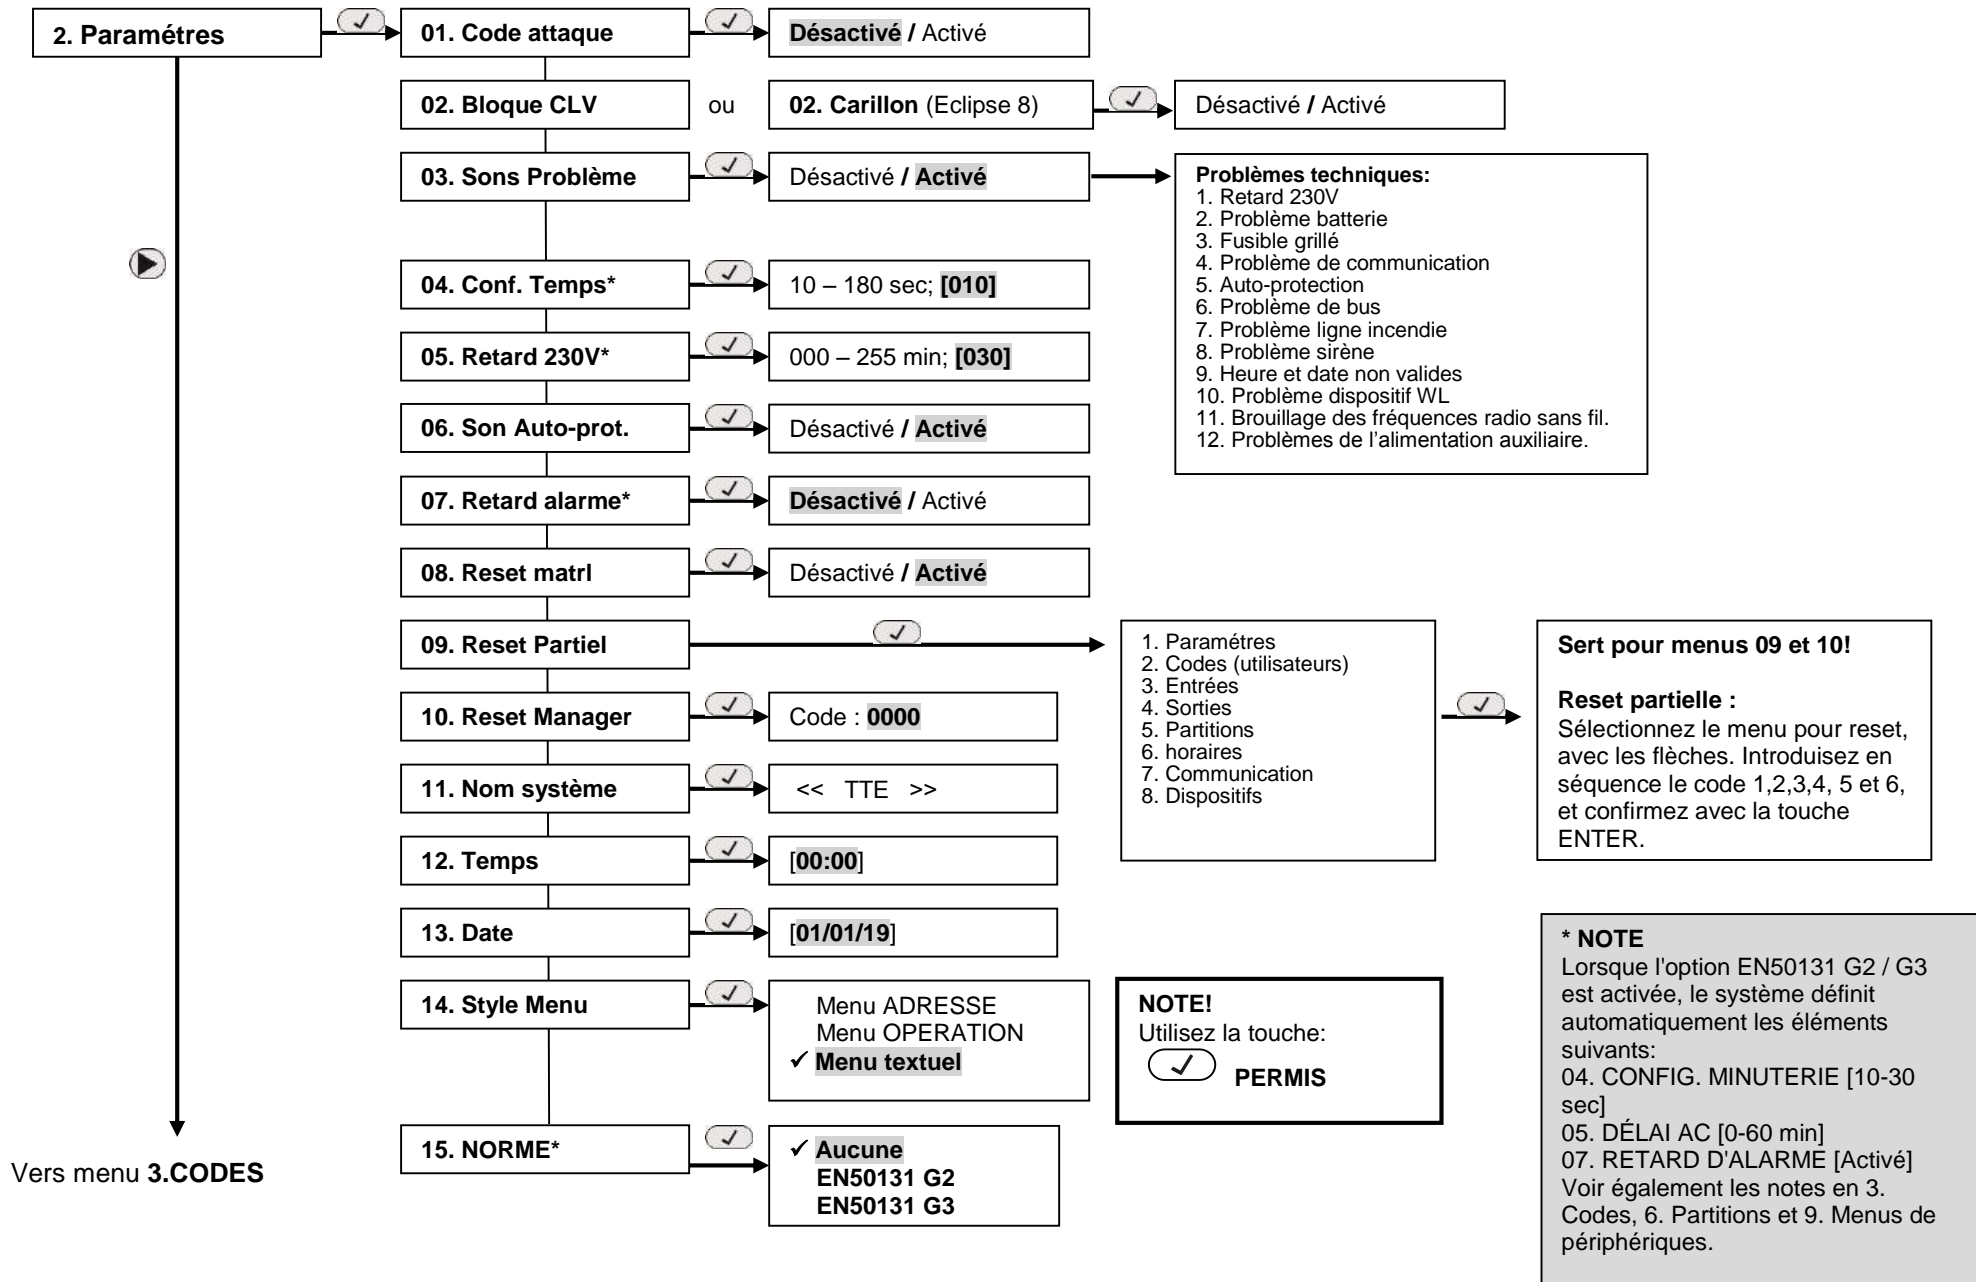 2. Paramétres
01. Code attaque
Désactivé / Activé
02. Bloque CLV
ou
02. Carillon (Eclipse 8)
Désactivé / Activé
03. Sons Problème
Désactivé / Activé
Problèmes techniques:
1. Retard 230V
2. Problème batterie
3. Fusible grillé
4. Problème de communication
5. Auto-protection
6. Problème de bus
7. Problème ligne incendie
8. Problème sirène
9. Heure et date non valides
10. Problème dispositif WL
11. Brouillage des fréquences radio sans fil.
12. Problèmes de l'alimentation auxiliaire.
04. Conf. Temps*
10 – 180 sec; [010]
05. Retard 230V*
000 – 255 min; [030]
06. Son Auto-prot.
Désactivé / Activé
07. Retard alarme*
Désactivé / Activé
08. Reset matrl
Désactivé / Activé
09. Reset Partiel
1. Paramétres
2. Codes (utilisateurs)
3. Entrées
4. Sorties
5. Partitions
6. horaires
7. Communication
8. Dispositifs
Sert pour menus 09 et 10!
Reset partielle :
Sélectionnez le menu pour reset,
avec les flèches. Introduisez en
séquence le code 1,2,3,4, 5 et 6,
et confirmez avec la touche
ENTER.
10. Reset Manager
Code : 0000
11. Nom système
<< TTE >>
12. Temps
[00:00]
13. Date
[01/01/19]
14. Style Menu
Menu ADRESSE
Menu OPERATION
✓ Menu textuel
NOTE!
Utilisez la touche:
PERMIS
15. NORME*
✓ Aucune
EN50131 G2
EN50131 G3
* NOTE
Lorsque l'option EN50131 G2 / G3
est activée, le système définit
automatiquement les éléments
suivants:
04. CONFIG. MINUTERIE [10-30
sec]
05. DÉLAI AC [0-60 min]
07. RETARD D'ALARME [Activé]
Voir également les notes en 3.
Codes, 6. Partitions et 9. Menus de
périphériques.
Vers menu 3.CODES